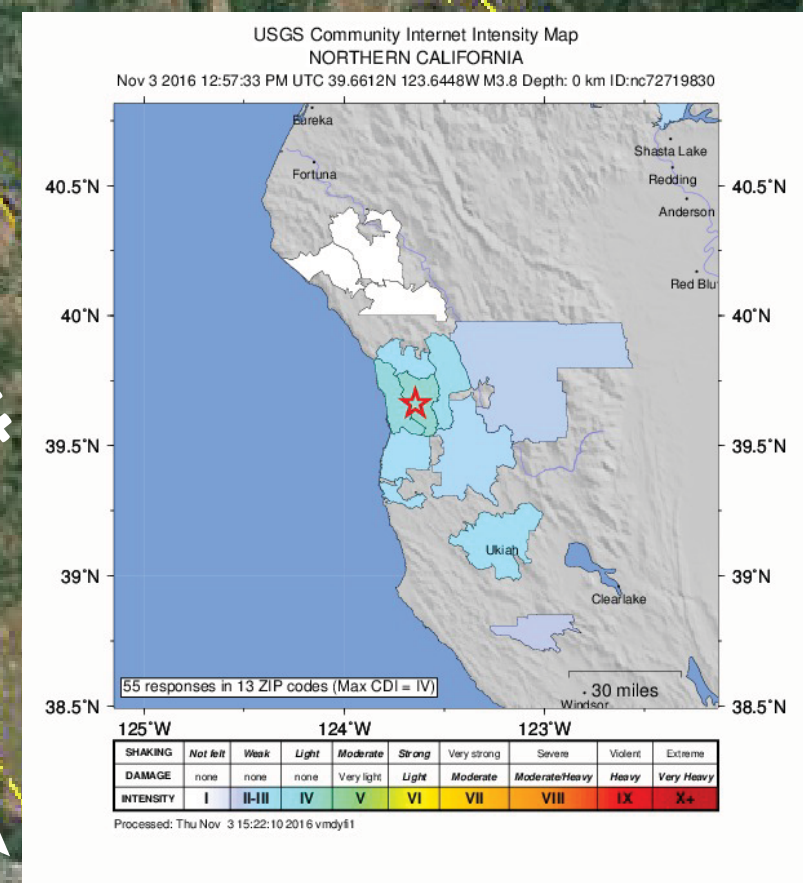 USGS Community Internet Intensity Map
NORTHERN CALIFORNIA
Nov 3 2016 12:57:33 PM UTC 39.6612N 123.6448W M3.8 Depth: 0 km ID:nc72719830
Eureka
Shasta Lake
Fortuna
Redding
40.5°N 40.5°N
Anderson
Red Blu
40°N 40°N
39.5°N 39.5°N
Ukiah
39°N 39°N
Clearlake
55 responses in 13 ZIP codes (Max CDI = IV)
30 miles
Windsor
38.5°N 38.5°N
125°W 124°W 123°W
SHAKING Not felt Weak Light Moderate Strong Very strong Severe Violent Extreme
DAMAGE none none none Very light Light Moderate Moderate/Heavy Heavy Very Heavy
INTENSITY I II-III IV V VI VII VIII IX X+
Processed: Thu Nov 3 15:22:10 2016 vmdyfi1